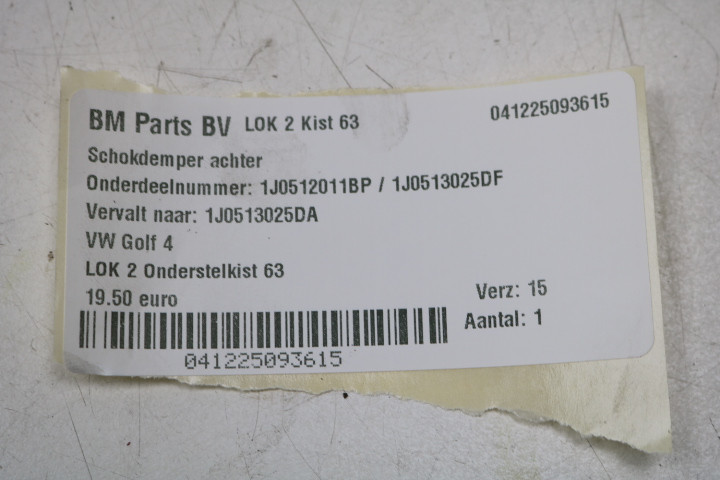 BM Parts BV LOK 2 Kist 63 041225093615
Schokdemper achter
Onderdeelnummer: 1J0512011BP / 1J0513025DF
Vervalt naar: 1J0513025DA
VW Golf 4
LOK 2 Onderstelkist 63
19.50 euro Verz: 15
Aantal: 1
041225093615